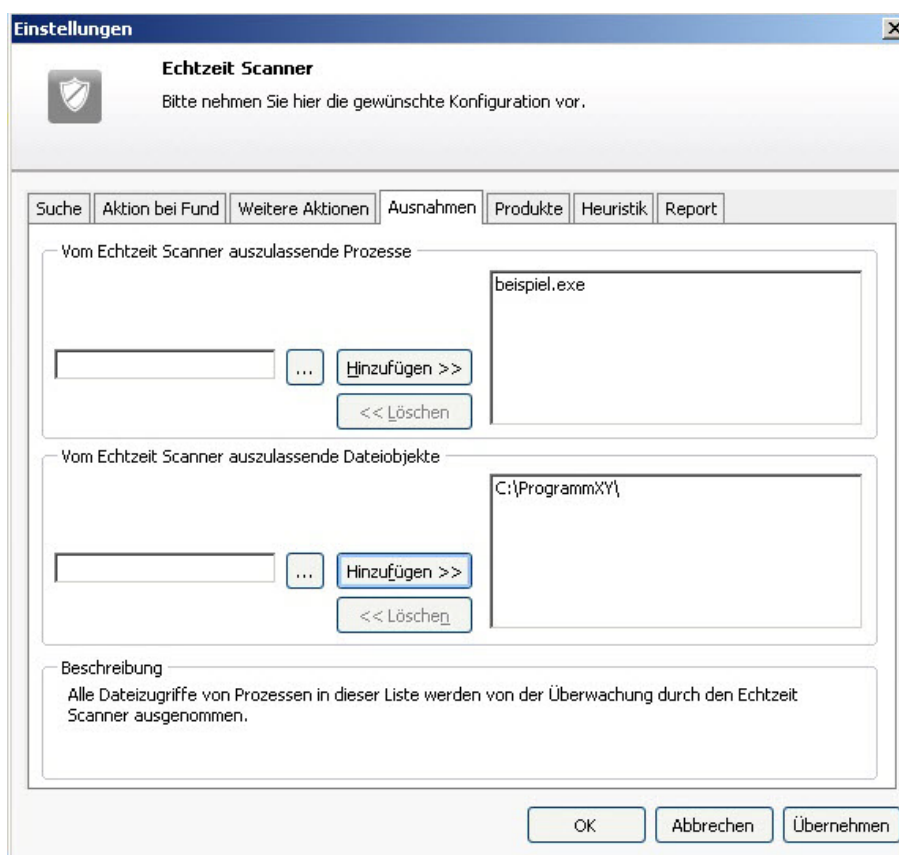 Einstellungen
Echtzeit Scanner
Bitte nehmen Sie hier die gewünschte Konfiguration vor.
Suche Aktion bei Fund Weitere Aktionen Ausnahmen Produkte Heuristik Report
Vom Echtzeit Scanner auszulassende Prozesse
beispiel.exe
... Hinzufügen >>
<< Löschen
Vom Echtzeit Scanner auszulassende Dateiobjekte
C:\ProgrammXY\
... Hinzufügen >>
<< Löschen
Beschreibung
Alle Dateizugriffe von Prozessen in dieser Liste werden von der Überwachung durch den Echtzeit
Scanner ausgenommen.
OK Abbrechen Übernehmen